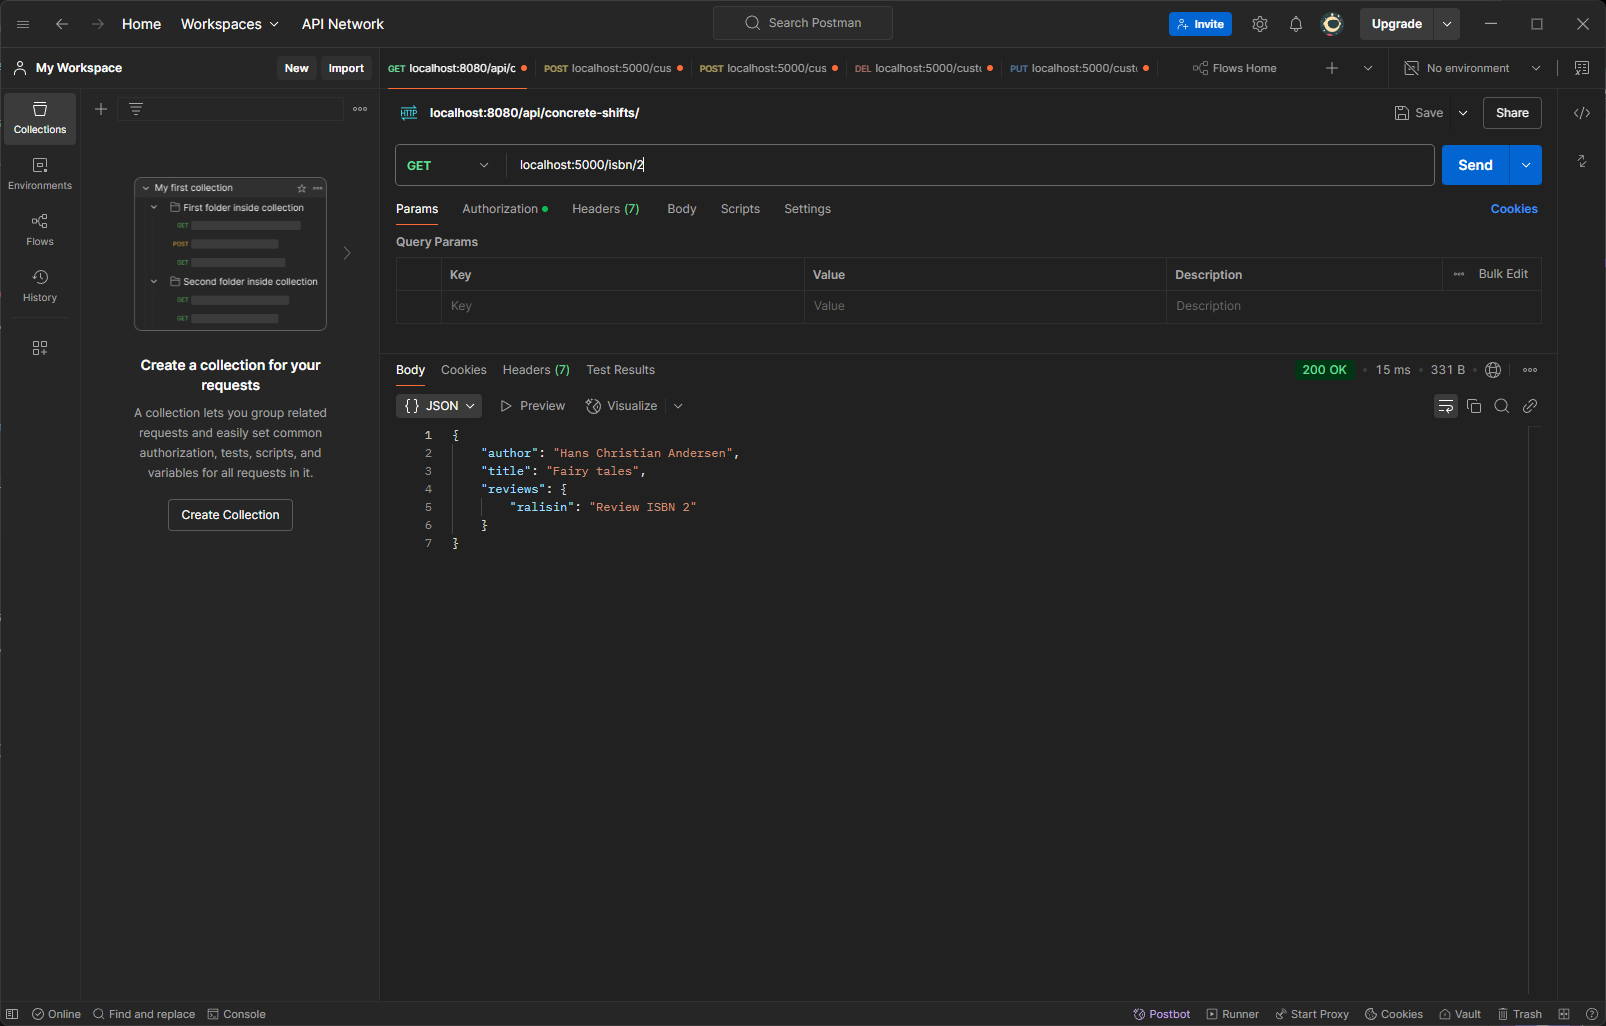 Home Workspaces API Network Search Postman Invite Upgrade
My Workspace New Import GET localhost:8080/api/c POST localhost:5000/cus POST localhost:5000/cus DEL localhost:5000/custo PUT localhost:5000/custo Flows Home No environment
Collections
Environments
Flows
History
My first collection
First folder inside collection
GET
POST
GET
Second folder inside collection
GET
GET
Create a collection for your
requests
A collection lets you group related
requests and easily set common
authorization, tests, scripts, and
variables for all requests in it.
Create Collection
HTTP localhost:8080/api/concrete-shifts/ Save Share
GET localhost:5000/isbn/2 Send
Params Authorization Headers (7) Body Scripts Settings Cookies
Query Params
Key Value Description Bulk Edit
Key Value Description
Body Cookies Headers (7) Test Results 200 OK 15 ms 331 B
{} JSON Preview Visualize
1 {
2 "author": "Hans Christian Andersen",
3 "title": "Fairy tales",
4 "reviews": {
5 "ralisin": "Review ISBN 2"
6 }
7 }
Online Find and replace Console Postbot Runner Start Proxy Cookies Vault Trash